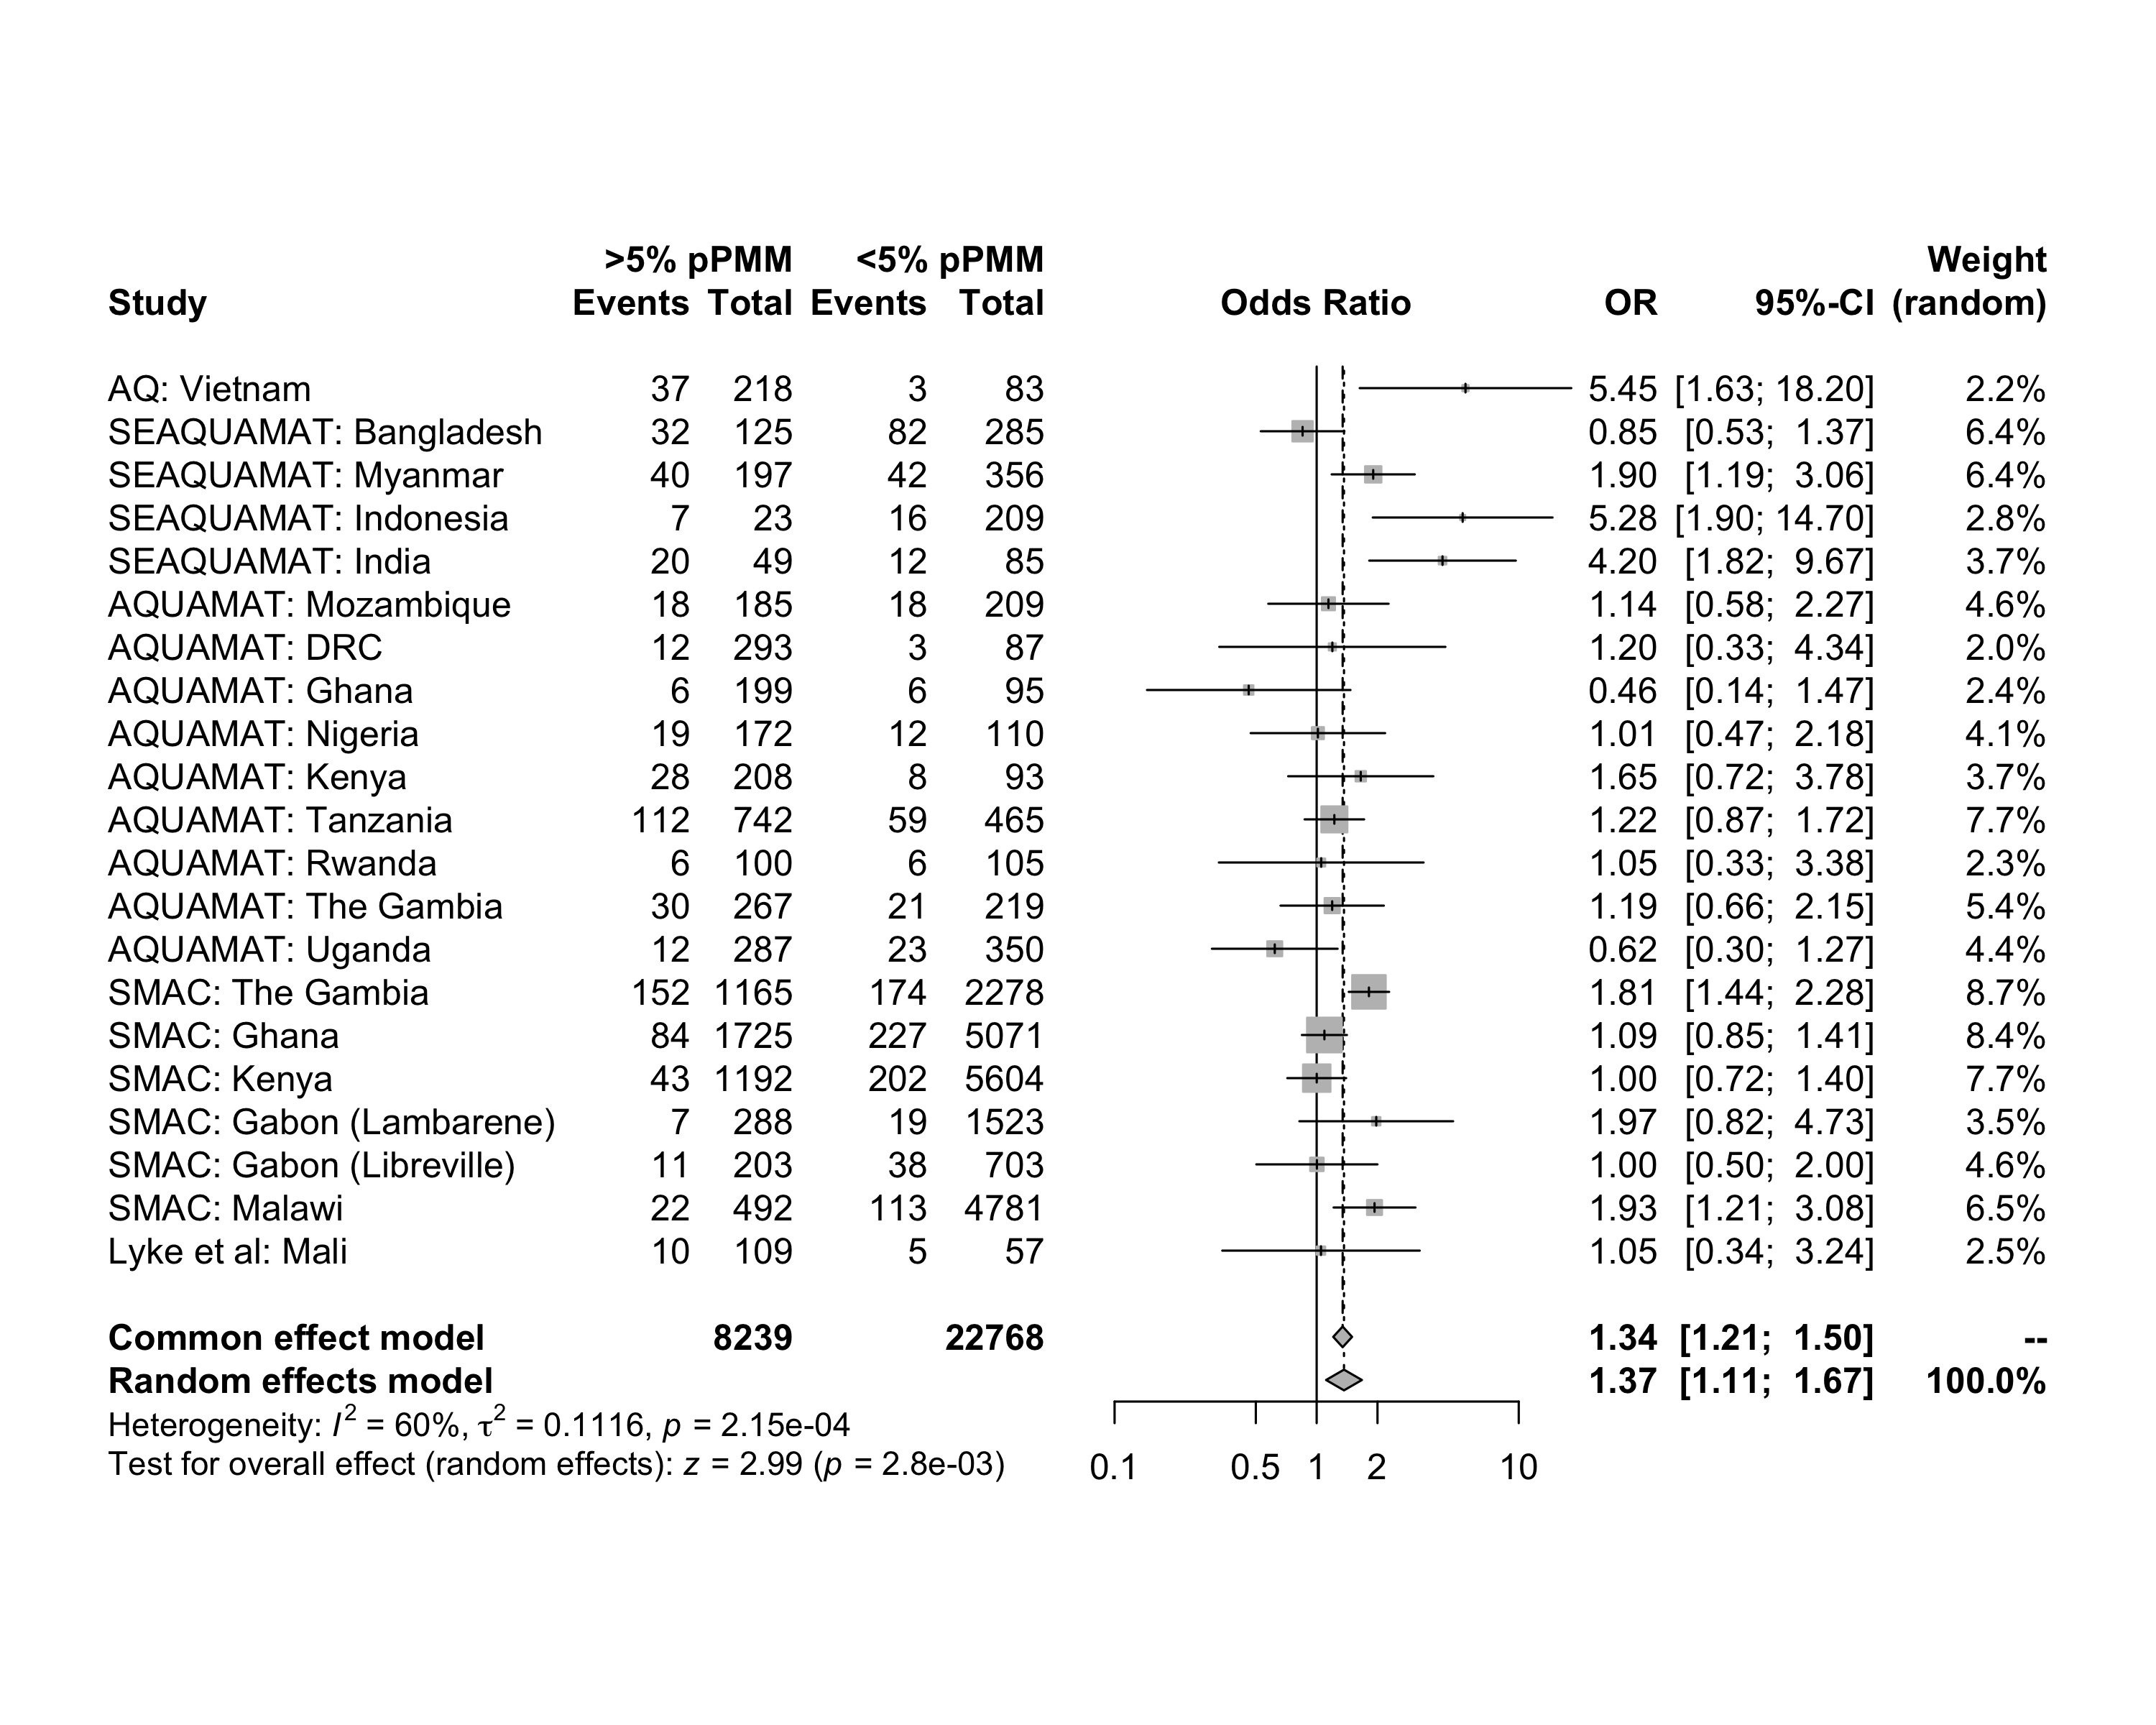 >5% pPMM <5% pPMM Weight
Study Events Total Events Total Odds Ratio OR 95%-CI (random)
AQ: Vietnam 37 218 3 83 5.45 [1.63; 18.20] 2.2%
SEAQUAMAT: Bangladesh 32 125 82 285 0.85 [0.53; 1.37] 6.4%
SEAQUAMAT: Myanmar 40 197 42 356 1.90 [1.19; 3.06] 6.4%
SEAQUAMAT: Indonesia 7 23 16 209 5.28 [1.90; 14.70] 2.8%
SEAQUAMAT: India 20 49 12 85 4.20 [1.82; 9.67] 3.7%
AQUAMAT: Mozambique 18 185 18 209 1.14 [0.58; 2.27] 4.6%
AQUAMAT: DRC 12 293 3 87 1.20 [0.33; 4.34] 2.0%
AQUAMAT: Ghana 6 199 6 95 0.46 [0.14; 1.47] 2.4%
AQUAMAT: Nigeria 19 172 12 110 1.01 [0.47; 2.18] 4.1%
AQUAMAT: Kenya 28 208 8 93 1.65 [0.72; 3.78] 3.7%
AQUAMAT: Tanzania 112 742 59 465 1.22 [0.87; 1.72] 7.7%
AQUAMAT: Rwanda 6 100 6 105 1.05 [0.33; 3.38] 2.3%
AQUAMAT: The Gambia 30 267 21 219 1.19 [0.66; 2.15] 5.4%
AQUAMAT: Uganda 12 287 23 350 0.62 [0.30; 1.27] 4.4%
SMAC: The Gambia 152 1165 174 2278 1.81 [1.44; 2.28] 8.7%
SMAC: Ghana 84 1725 227 5071 1.09 [0.85; 1.41] 8.4%
SMAC: Kenya 43 1192 202 5604 1.00 [0.72; 1.40] 7.7%
SMAC: Gabon (Lambarene) 7 288 19 1523 1.97 [0.82; 4.73] 3.5%
SMAC: Gabon (Libreville) 11 203 38 703 1.00 [0.50; 2.00] 4.6%
SMAC: Malawi 22 492 113 4781 1.93 [1.21; 3.08] 6.5%
Lyke et al: Mali 10 109 5 57 1.05 [0.34; 3.24] 2.5%
Common effect model 8239 22768 1.34 [1.21; 1.50] --
Random effects model 1.37 [1.11; 1.67] 100.0%
Heterogeneity: I² = 60%, τ² = 0.1116, p = 2.15e-04
Test for overall effect (random effects): z = 2.99 (p = 2.8e-03)
0.1 0.5 1 2 10